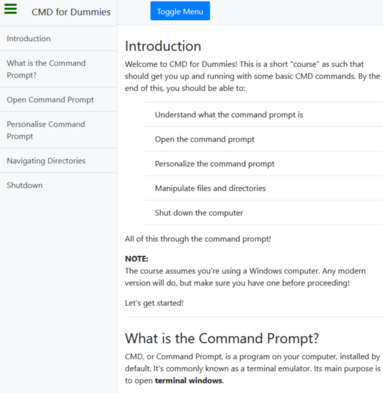 CMD for Dummies
Introduction
What is the Command
Prompt?
Open Command Prompt
Personalise Command
Prompt
Navigating Directories
Shutdown
Toggle Menu
Introduction
Welcome to CMD for Dummies! This is a short "course" as such that
should get you up and running with some basic CMD commands. By the
end of this, you should be able to:
Understand what the command prompt is
Open the command prompt
Personalize the command prompt
Manipulate files and directories
Shut down the computer
All of this through the command prompt!
NOTE:
The course assumes you're using a Windows computer. Any modern
version will do, but make sure you have one before proceeding!
Let's get started!
What is the Command Prompt?
CMD, or Command Prompt, is a program on your computer, installed by
default. It's commonly known as a terminal emulator. Its main purpose is
to open terminal windows.